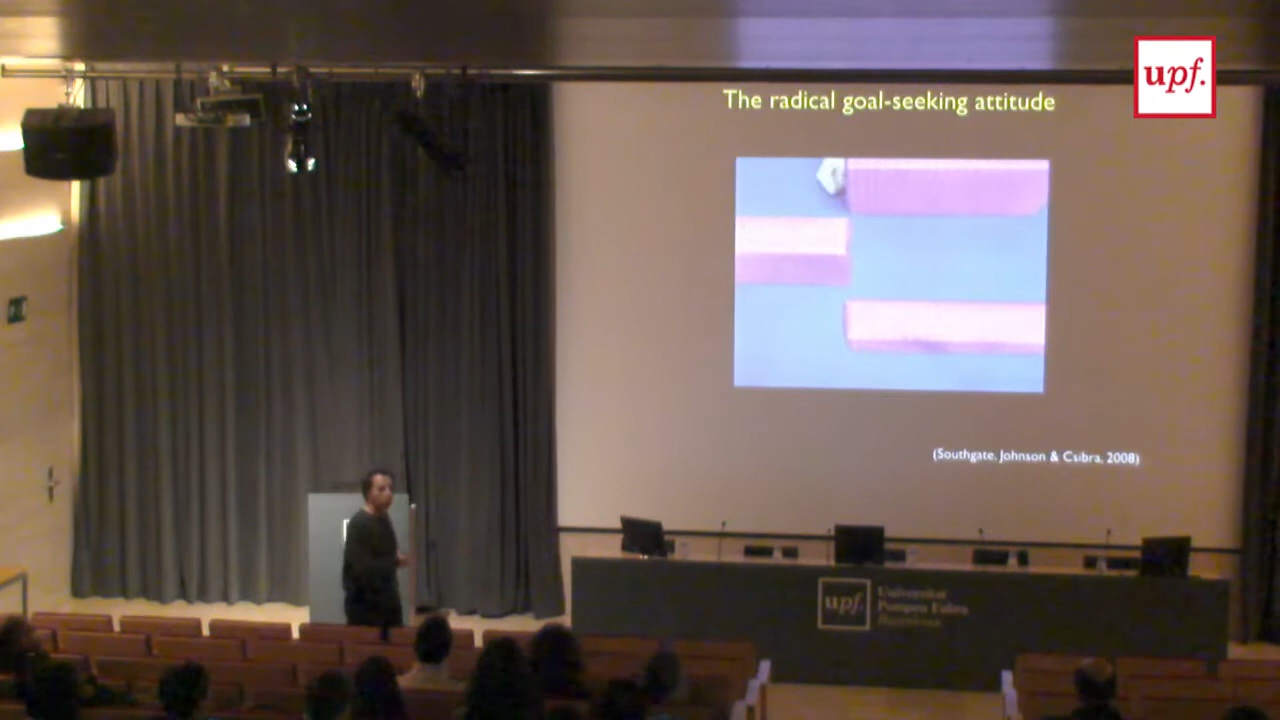 The radical goal-seeking attitude
upf.
(Southgate, Johnson & Csibra, 2008)
upf.
Universitat
Pompeu Fabra
Barcelona